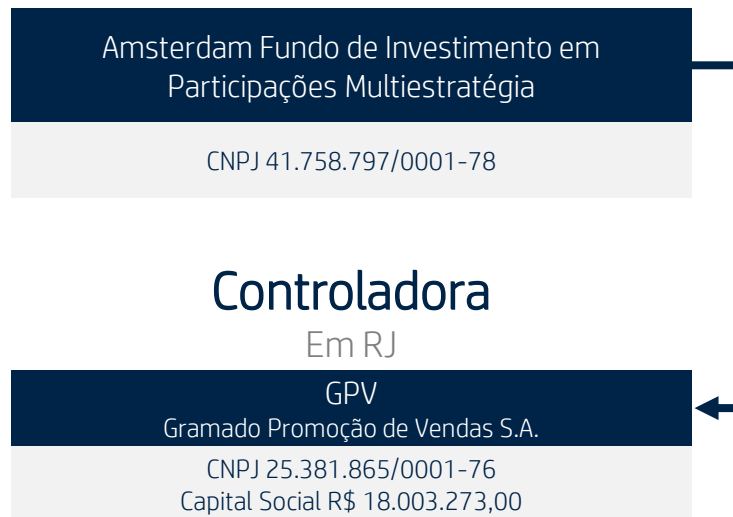 Amsterdam Fundo de Investimento em
Participações Multiestratégia
CNPJ 41.758.797/0001-78
Controladora
Em RJ
GPV
Gramado Promoção de Vendas S.A.
CNPJ 25.381.865/0001-76
Capital Social R$ 18.003.273,00